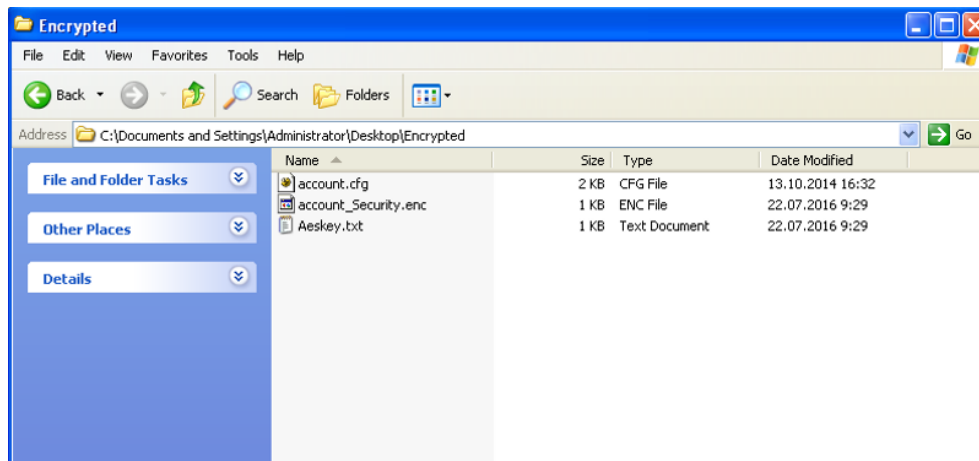 Encrypted
File Edit View Favorites Tools Help
Back Search Folders
Address C:\Documents and Settings\Administrator\Desktop\Encrypted Go
File and Folder Tasks
Other Places
Details
Name Size Type Date Modified
account.cfg 2 KB CFG File 13.10.2014 16:32
account_Security.enc 1 KB ENC File 22.07.2016 9:29
Aeskey.txt 1 KB Text Document 22.07.2016 9:29